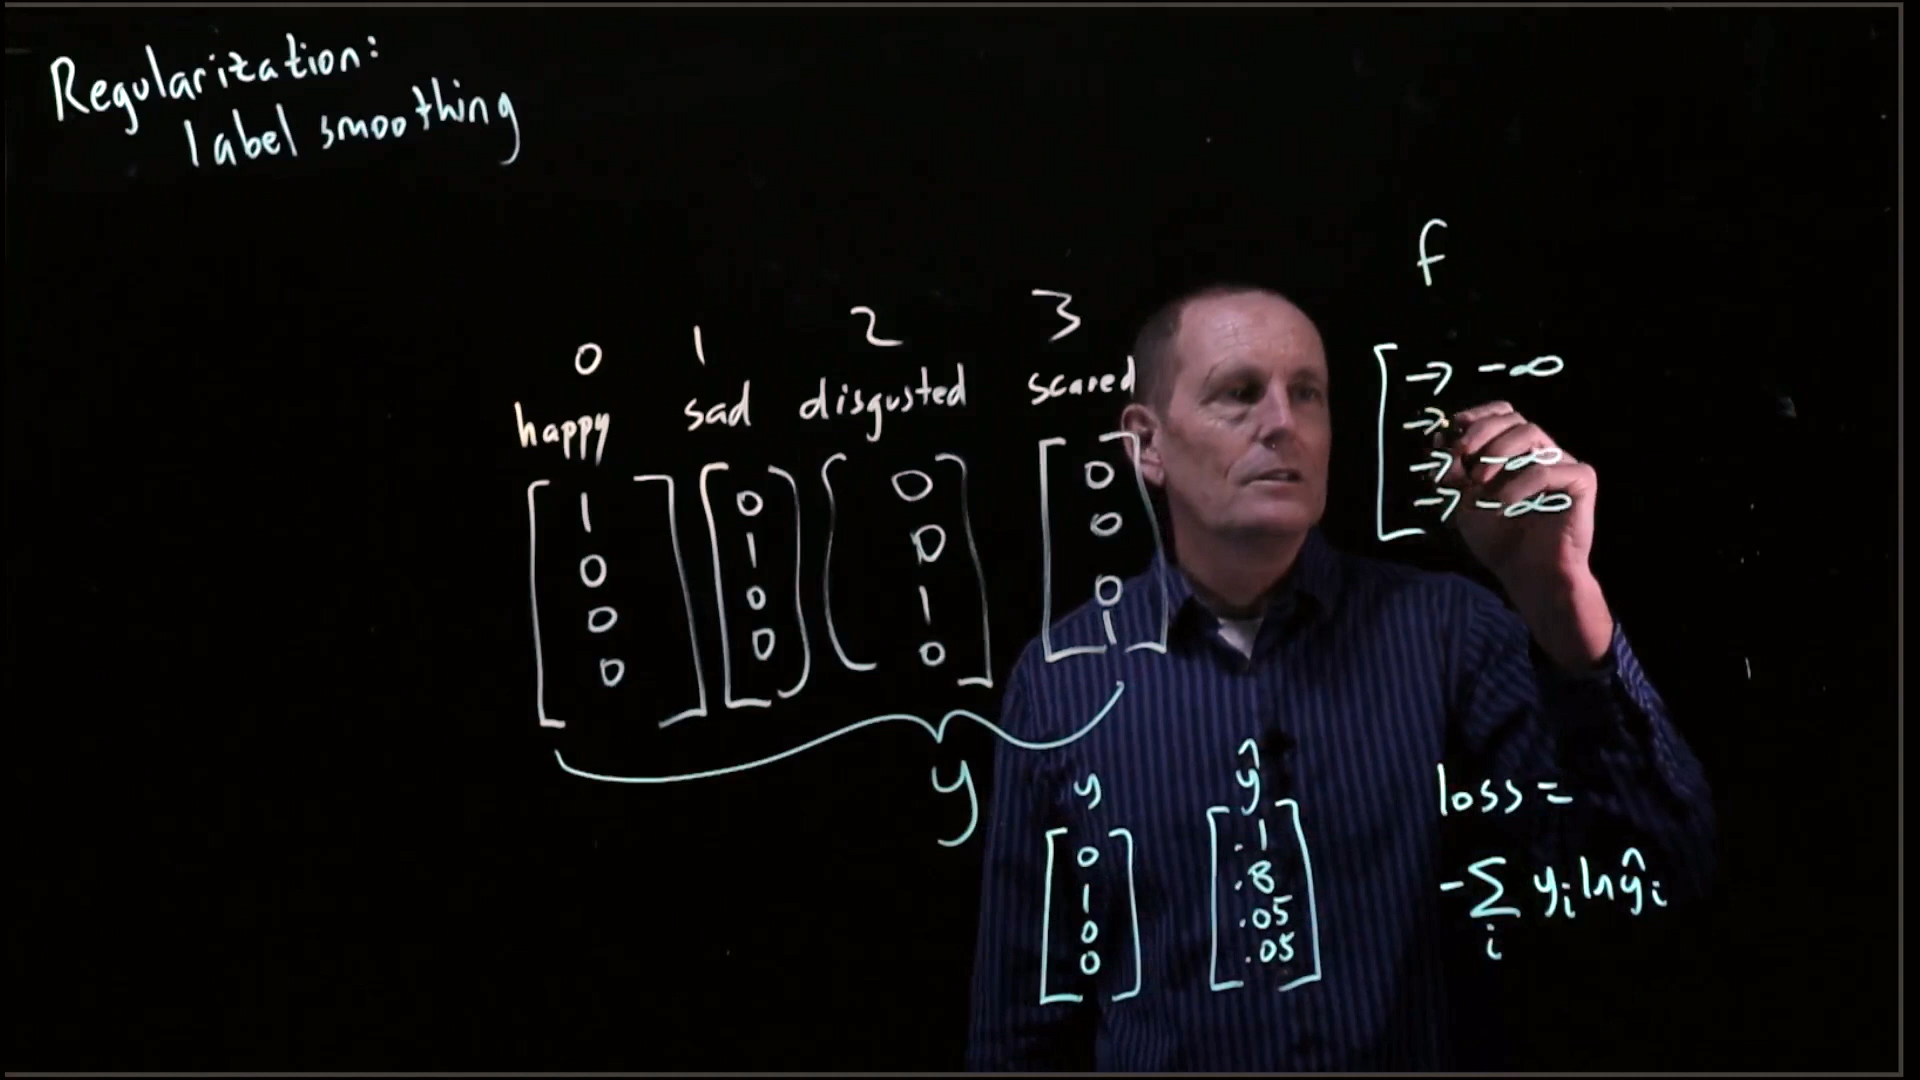 Regularization:
label smoothing
f
0 1 2 3
happy sad disgusted scared
[ → -∞
→
→ -∞
→ -∞
[ 1 0 0 0 ] [ 0 1 0 0 ] [ 0 0 1 0 ] [ 0 0 0 1 ]
y
y ŷ
[ 0 1 0 0 ] [ .1 .8 .05 .05 ]
loss =
-∑ yᵢ ln ŷᵢ
i